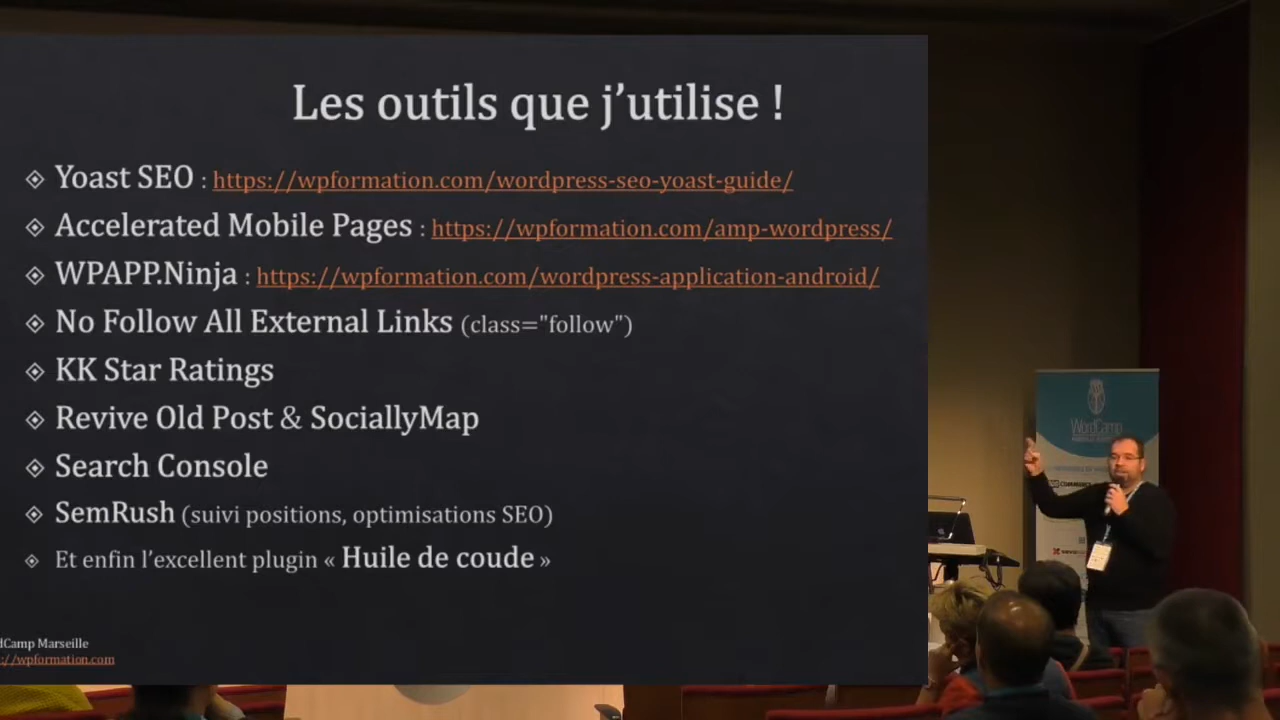 Les outils que j’utilise !
Yoast SEO : https://wpformation.com/wordpress-seo-yoast-guide/
Accelerated Mobile Pages : https://wpformation.com/amp-wordpress/
WPAPP.Ninja : https://wpformation.com/wordpress-application-android/
No Follow All External Links (class="follow")
KK Star Ratings
Revive Old Post & SociallyMap
Search Console
SemRush (suivi positions, optimisations SEO)
Et enfin l’excellent plugin « Huile de coude »
dCamp Marseille
://wpformation.com
WordCamp